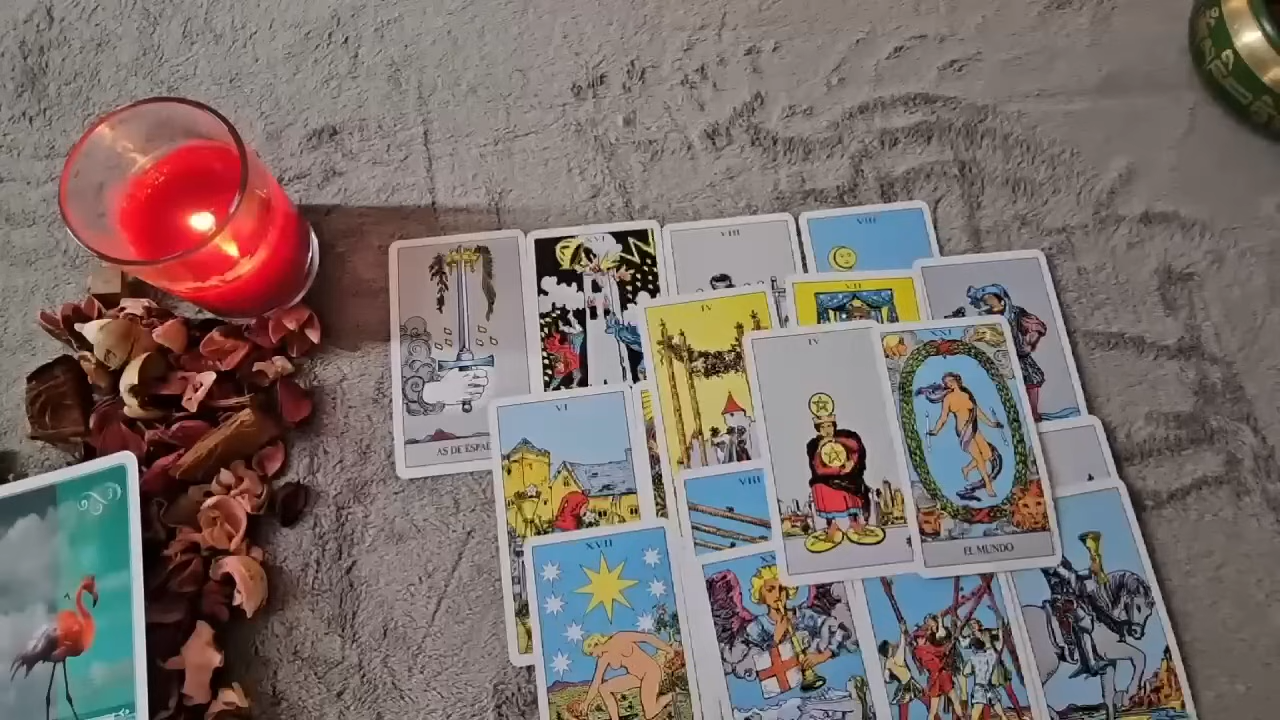 XVI
VIII
VIII
IV
VII
IV
XXI
AS DE ESPA
VI
VIII
EL MUNDO
XVII